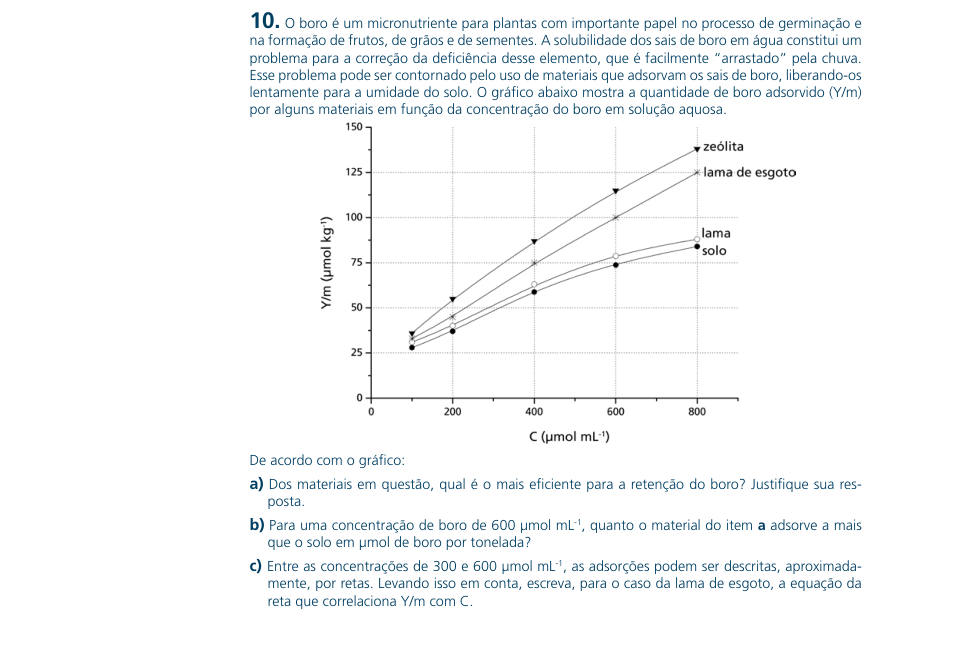 10. O boro é um micronutriente para plantas com importante papel no processo de germinação e
na formação de frutos, de grãos e de sementes. A solubilidade dos sais de boro em água constitui um
problema para a correção da deficiência desse elemento, que é facilmente “arrastado” pela chuva.
Esse problema pode ser contornado pelo uso de materiais que adsorvam os sais de boro, liberando-os
lentamente para a umidade do solo. O gráfico abaixo mostra a quantidade de boro adsorvido (Y/m)
por alguns materiais em função da concentração do boro em solução aquosa.
150
125
100
75
50
25
0
Y/m (µmol kg⁻¹)
zeólita
lama de esgoto
lama
solo
0 200 400 600 800
C (µmol mL⁻¹)
De acordo com o gráfico:
a) Dos materiais em questão, qual é o mais eficiente para a retenção do boro? Justifique sua res-
posta.
b) Para uma concentração de boro de 600 µmol mL⁻¹, quanto o material do item a adsorve a mais
que o solo em µmol de boro por tonelada?
c) Entre as concentrações de 300 e 600 µmol mL⁻¹, as adsorções podem ser descritas, aproximada-
mente, por retas. Levando isso em conta, escreva, para o caso da lama de esgoto, a equação da
reta que correlaciona Y/m com C.